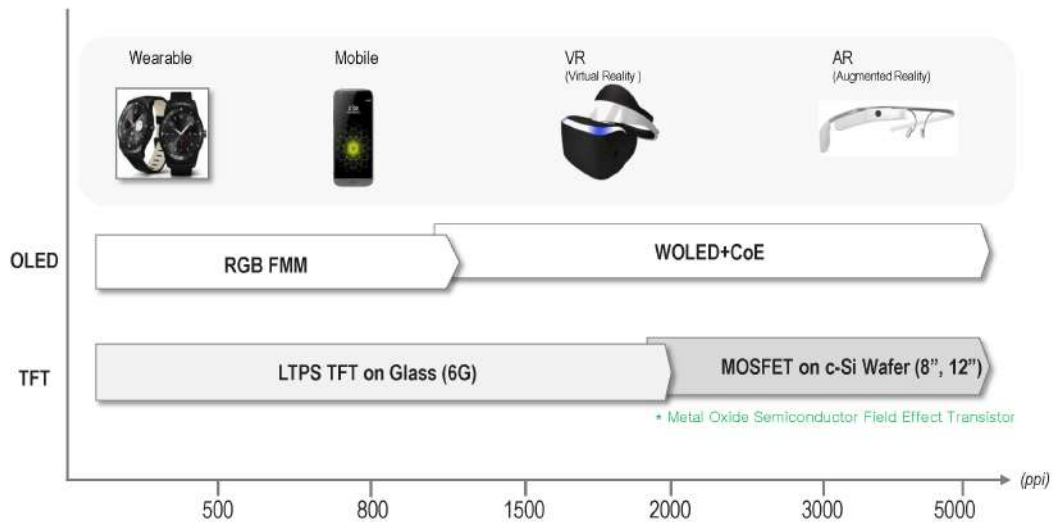 Wearable
Mobile
VR
(Virtual Reality )
AR
(Augmented Reality)
OLED
RGB FMM
WOLED+CoE
TFT
LTPS TFT on Glass (6G)
MOSFET on c-Si Wafer (8”, 12”)
* Metal Oxide Semiconductor Field Effect Transistor
(ppi)
500
800
1500
2000
3000
5000